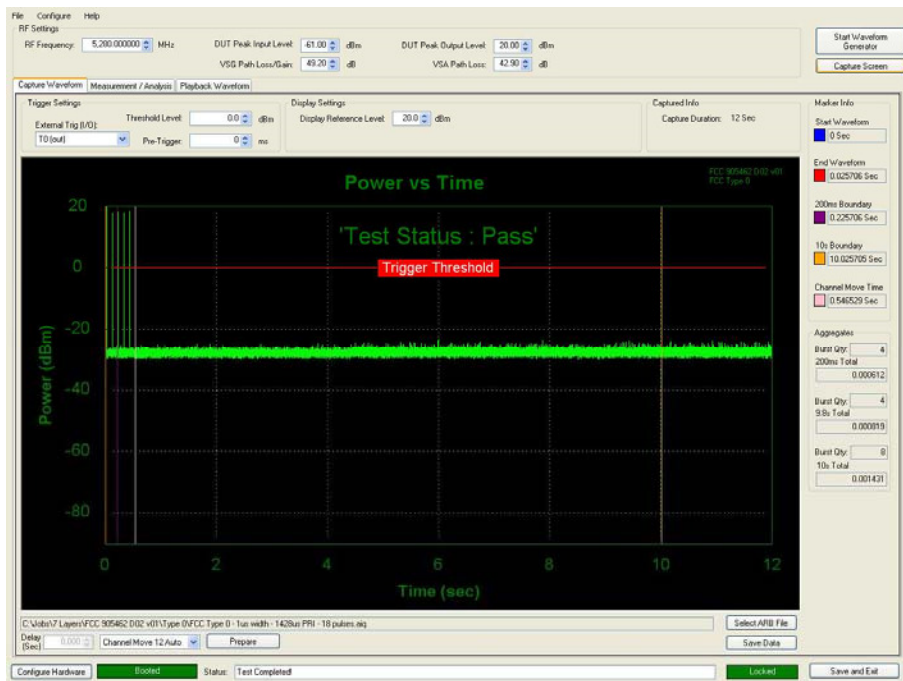 File Configure Help
RF Settings
RF Frequency: 5,200.000000 MHz DUT Peak Input Level: -61.00 dBm DUT Peak Output Level: 20.00 dBm
VSG Path Loss/Gain: 49.20 dB VSA Path Loss: 42.90 dB
Start Waveform Generator
Capture Screen
Capture Waveform Measurement / Analysis Playback Waveform
Trigger Settings
External Trig (I/O): Threshold Level: 0.0 dBm
T0 (out) Pre-Trigger: 0 ms
Display Settings
Display Reference Level: 20.0 dBm
Captured Info
Capture Duration: 12 Sec
Marker Info
Start Waveform
0 Sec
End Waveform
0.025706 Sec
200ms Boundary
0.225706 Sec
10s Boundary
10.025705 Sec
Channel Move Time
0.546529 Sec
Aggregates
Burst Qty: 4
200ms Total
0.000612
Burst Qty: 4
9.8s Total
0.000819
Burst Qty: 8
10s Total
0.001431
FCC 905462 D02 v01
FCC Type 0
Power vs Time
'Test Status : Pass'
Trigger Threshold
Power (dBm)
20
0
-20
-40
-60
-80
0 2 4 6 8 10 12
Time (sec)
C:\Jobs\7 Layers\FCC 905462 D02 v01\Type 0\FCC Type 0 - 1us width - 1428us PRI - 18 pulses.aiq
Select ARB File
Delay (Sec) 0.000 Channel Move 12 Auto Prepare
Save Data
Configure Hardware Booted Status: Test Completed! Locked Save and Exit